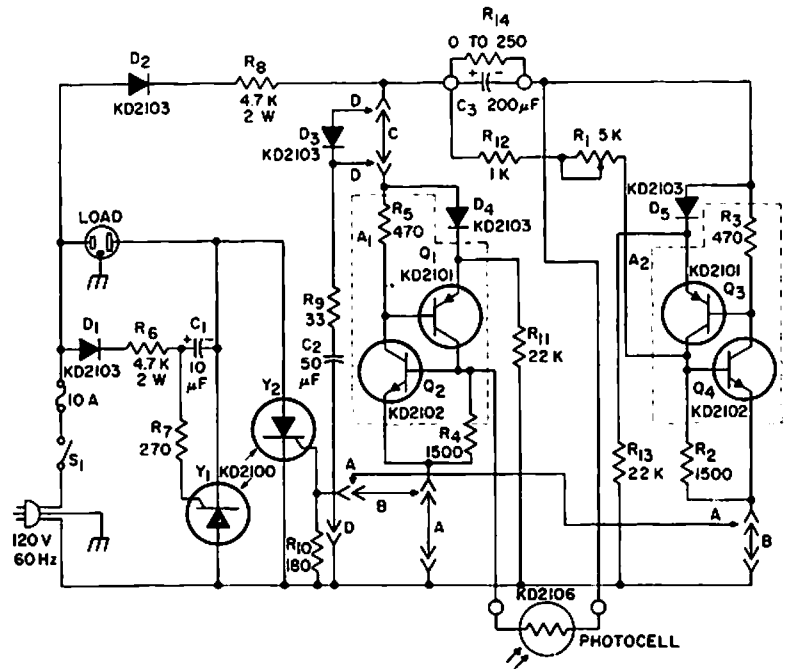 R14
0 TO 250
D2
KD2103
R8
4.7 K
2 W
+ -
C3
200µF
D
D3
KD2103
C
D
R12
1K
R1 5K
KD2103
D5
R3
470
LOAD
R5
470
D4
KD2103
A1
Q1
KD2101
A2
KD2101
Q3
D1
KD2103
R6
4.7 K
2 W
+ C1 -
10
µF
R9
33
C2
50
µF
R11
22 K
Q2
KD2102
Q4
KD2102
10 A
Y2
R7
270
R4
1500
R13
22 K
R2
1500
S1
Y1
KD2100
A
B
A
A
B
D
120 V
60 Hz
R10
180
KD2106
PHOTOCELL